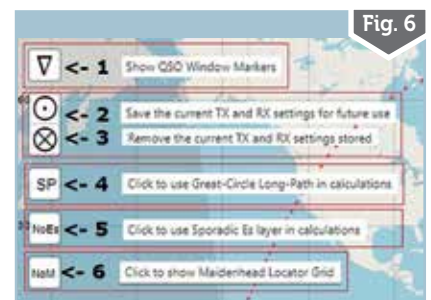 Fig. 6
∇ <- 1 Show QSO Window Markers
60
<- 2 Save the current TX and RX settings for future use
<- 3 Remove the current TX and RX settings stored
SP <- 4 Click to use Great-Circle Long-Path in calculations
NoEs <- 5 Click to use Sporadic Es layer in calculations
NoM <- 6 Click to show Maidenhead Locator Grid